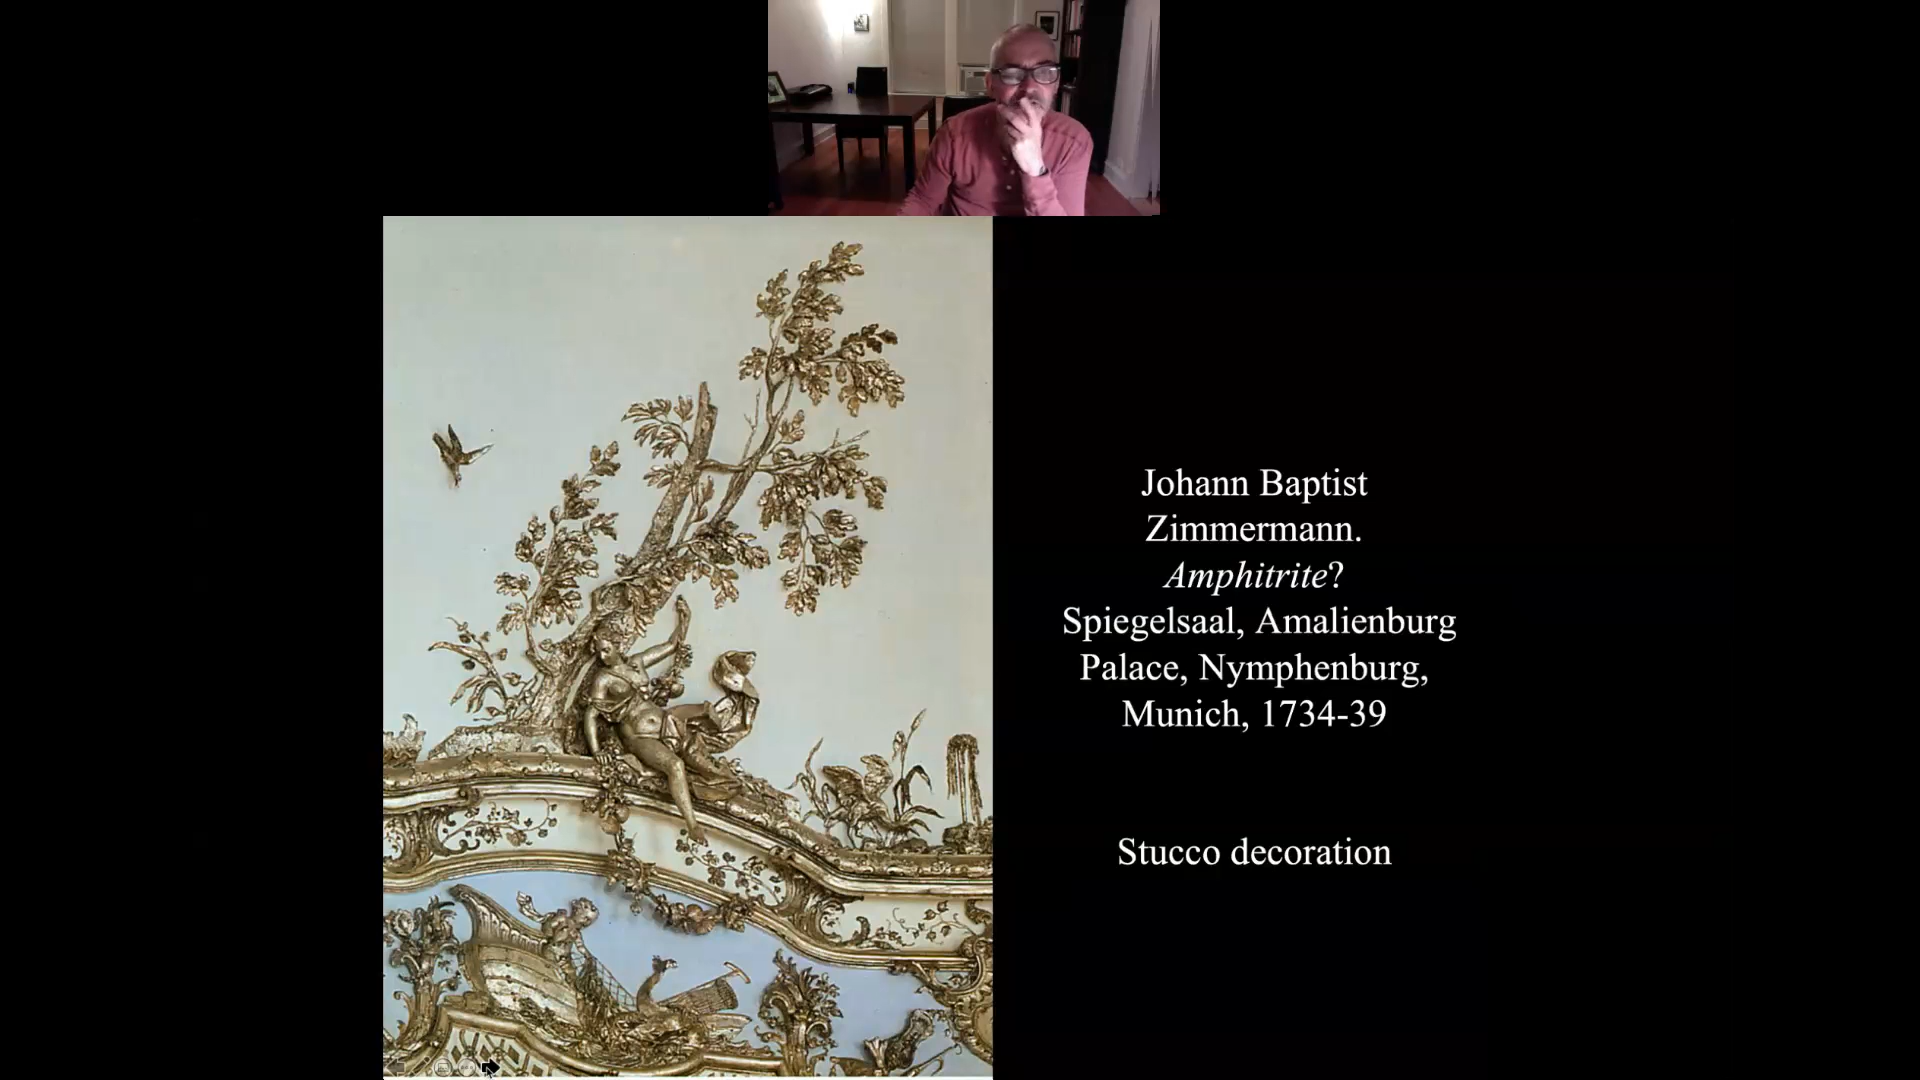 Johann Baptist
Zimmermann.
Amphitrite?
Spiegelsaal, Amalienburg
Palace, Nymphenburg,
Munich, 1734-39
Stucco decoration